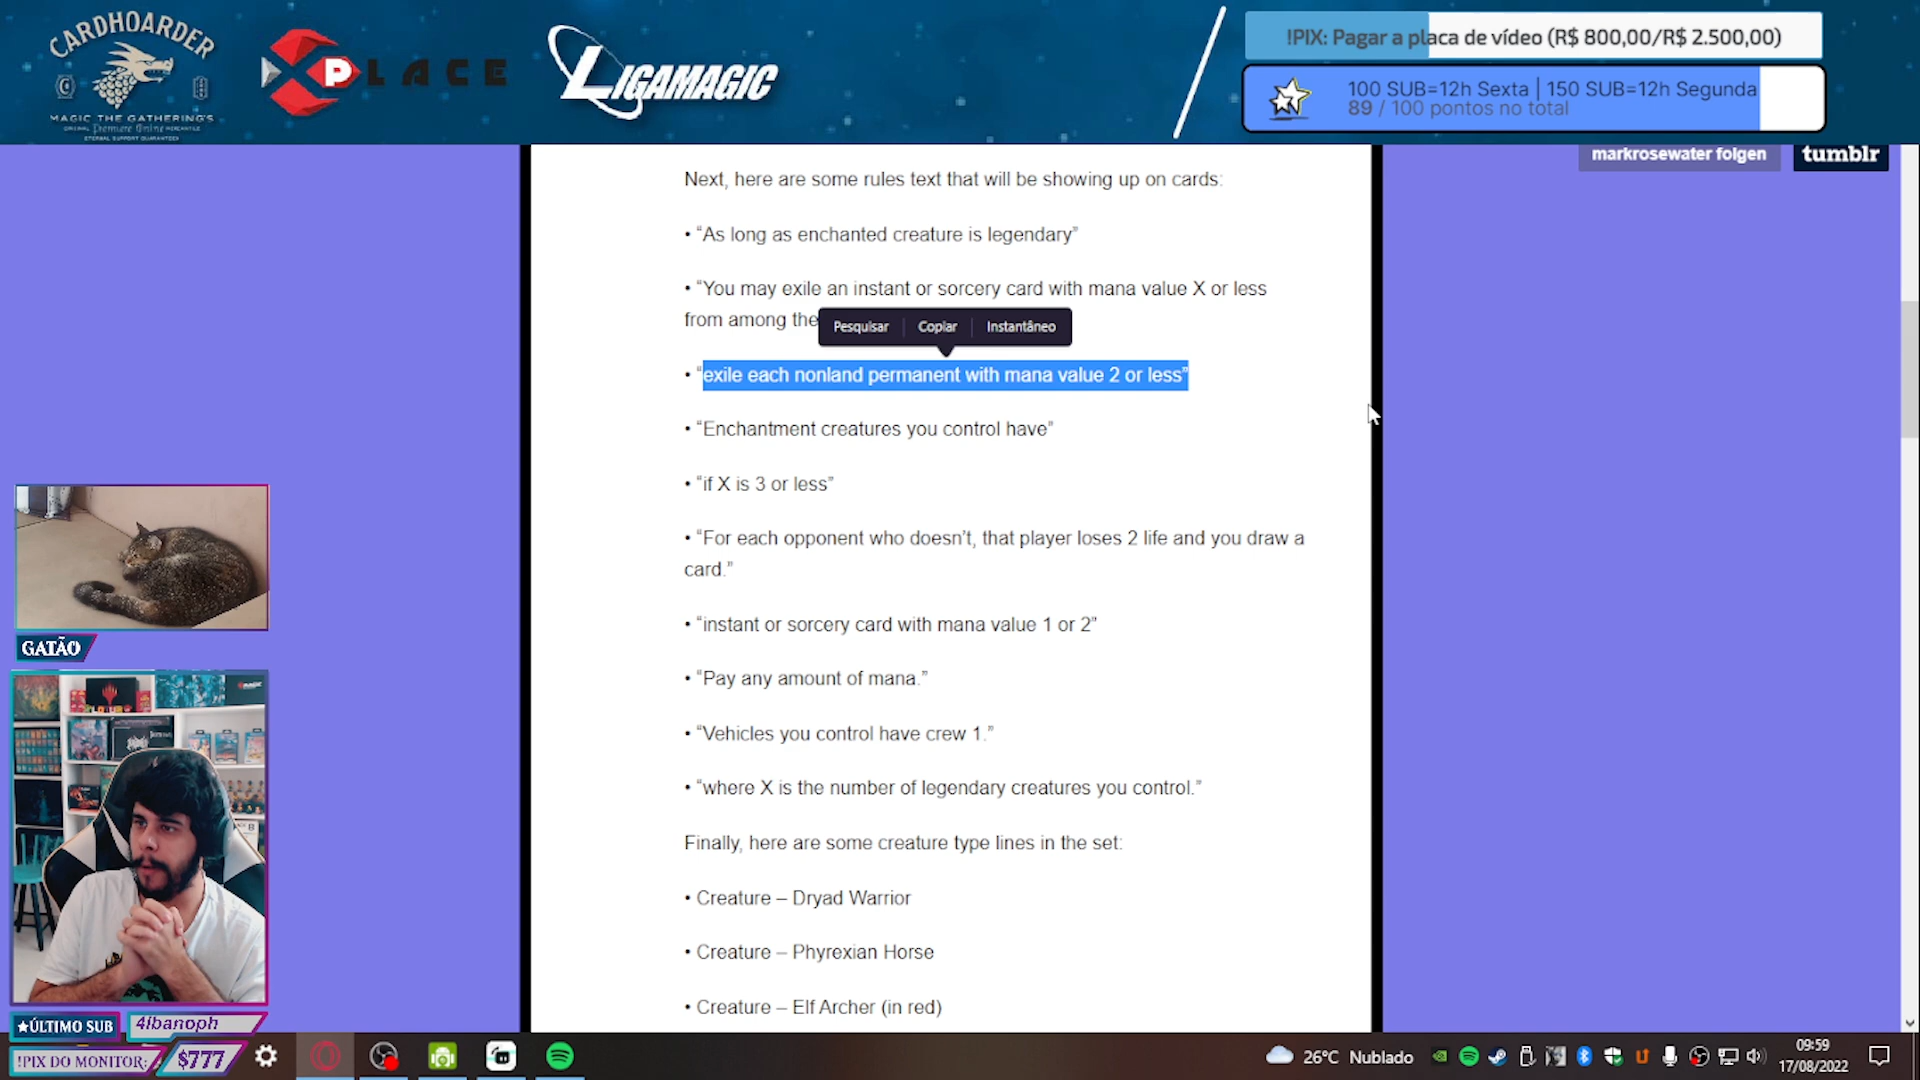 CARDHOARDER
MAGIC THE GATHERING'S
ORIGINAL Premiere Online MERCANTILE
ETERNAL SUPPORT GUARANTEED
XPLACE
LIGAMAGIC
!PIX: Pagar a placa de vídeo (R$ 800,00/R$ 2.500,00)
100 SUB=12h Sexta | 150 SUB=12h Segunda
89 / 100 pontos no total
markrosewater folgen
tumblr
Next, here are some rules text that will be showing up on cards:
• “As long as enchanted creature is legendary”
• “You may exile an instant or sorcery card with mana value X or less
from among the
Pesquisar
Copiar
Instantâneo
• “exile each nonland permanent with mana value 2 or less”
• “Enchantment creatures you control have”
• “if X is 3 or less”
• “For each opponent who doesn’t, that player loses 2 life and you draw a
card.”
• “instant or sorcery card with mana value 1 or 2”
• “Pay any amount of mana.”
• “Vehicles you control have crew 1.”
• “where X is the number of legendary creatures you control.”
Finally, here are some creature type lines in the set:
• Creature – Dryad Warrior
• Creature – Phyrexian Horse
• Creature – Elf Archer (in red)
GATÃO
★ÚLTIMO SUB
4lbanoph
!PIX DO MONITOR:
$777
26°C Nublado
09:59
17/08/2022